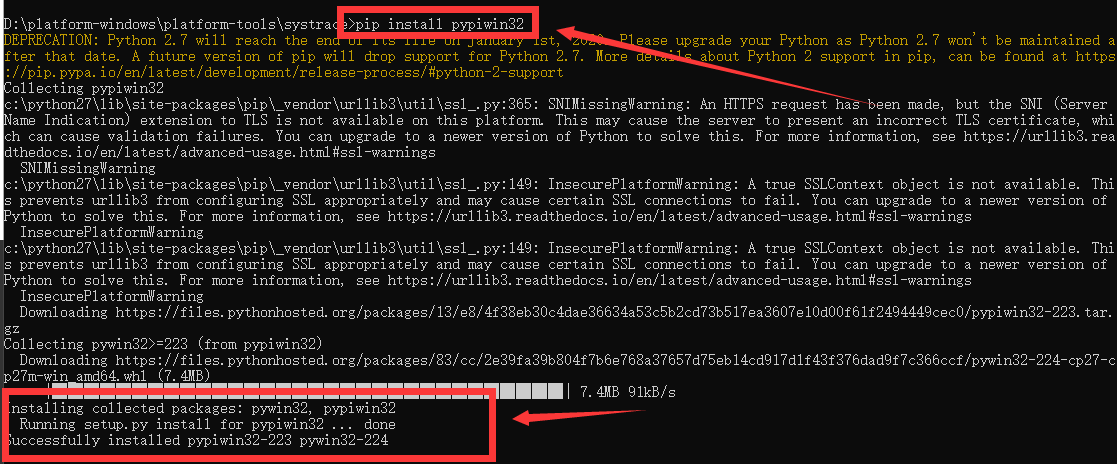 D:\platform-windows\platform-tools\systrace>pip install pypiwin32
DEPRECATION: Python 2.7 will reach the end of its life on January 1st, 2020. Please upgrade your Python as Python 2.7 won't be maintained a
fter that date. A future version of pip will drop support for Python 2.7. More details about Python 2 support in pip, can be found at https
://pip.pypa.io/en/latest/development/release-process/#python-2-support
Collecting pypiwin32
c:\python27\lib\site-packages\pip\_vendor\urllib3\util\ssl_.py:365: SNIMissingWarning: An HTTPS request has been made, but the SNI (Server
Name Indication) extension to TLS is not available on this platform. This may cause the server to present an incorrect TLS certificate, whi
ch can cause validation failures. You can upgrade to a newer version of Python to solve this. For more information, see https://urllib3.rea
dthedocs.io/en/latest/advanced-usage.html#ssl-warnings
  SNIMissingWarning
c:\python27\lib\site-packages\pip\_vendor\urllib3\util\ssl_.py:149: InsecurePlatformWarning: A true SSLContext object is not available. Thi
s prevents urllib3 from configuring SSL appropriately and may cause certain SSL connections to fail. You can upgrade to a newer version of
Python to solve this. For more information, see https://urllib3.readthedocs.io/en/latest/advanced-usage.html#ssl-warnings
  InsecurePlatformWarning
c:\python27\lib\site-packages\pip\_vendor\urllib3\util\ssl_.py:149: InsecurePlatformWarning: A true SSLContext object is not available. Thi
s prevents urllib3 from configuring SSL appropriately and may cause certain SSL connections to fail. You can upgrade to a newer version of
Python to solve this. For more information, see https://urllib3.readthedocs.io/en/latest/advanced-usage.html#ssl-warnings
  InsecurePlatformWarning
  Downloading https://files.pythonhosted.org/packages/13/e8/4f38eb30c4dae36634a53c5b2cd73b517ea3607e10d00f61f2494449cec0/pypiwin32-223.tar.
gz
Collecting pywin32>=223 (from pypiwin32)
  Downloading https://files.pythonhosted.org/packages/83/cc/2e39fa39b804f7b6e768a37657d75eb14cd917d1f43f376dad9f7c366ccf/pywin32-224-cp27-c
p27m-win_amd64.whl (7.4MB)
| 7.4MB 91kB/s
Installing collected packages: pywin32, pypiwin32
  Running setup.py install for pypiwin32 ... done
Successfully installed pypiwin32-223 pywin32-224